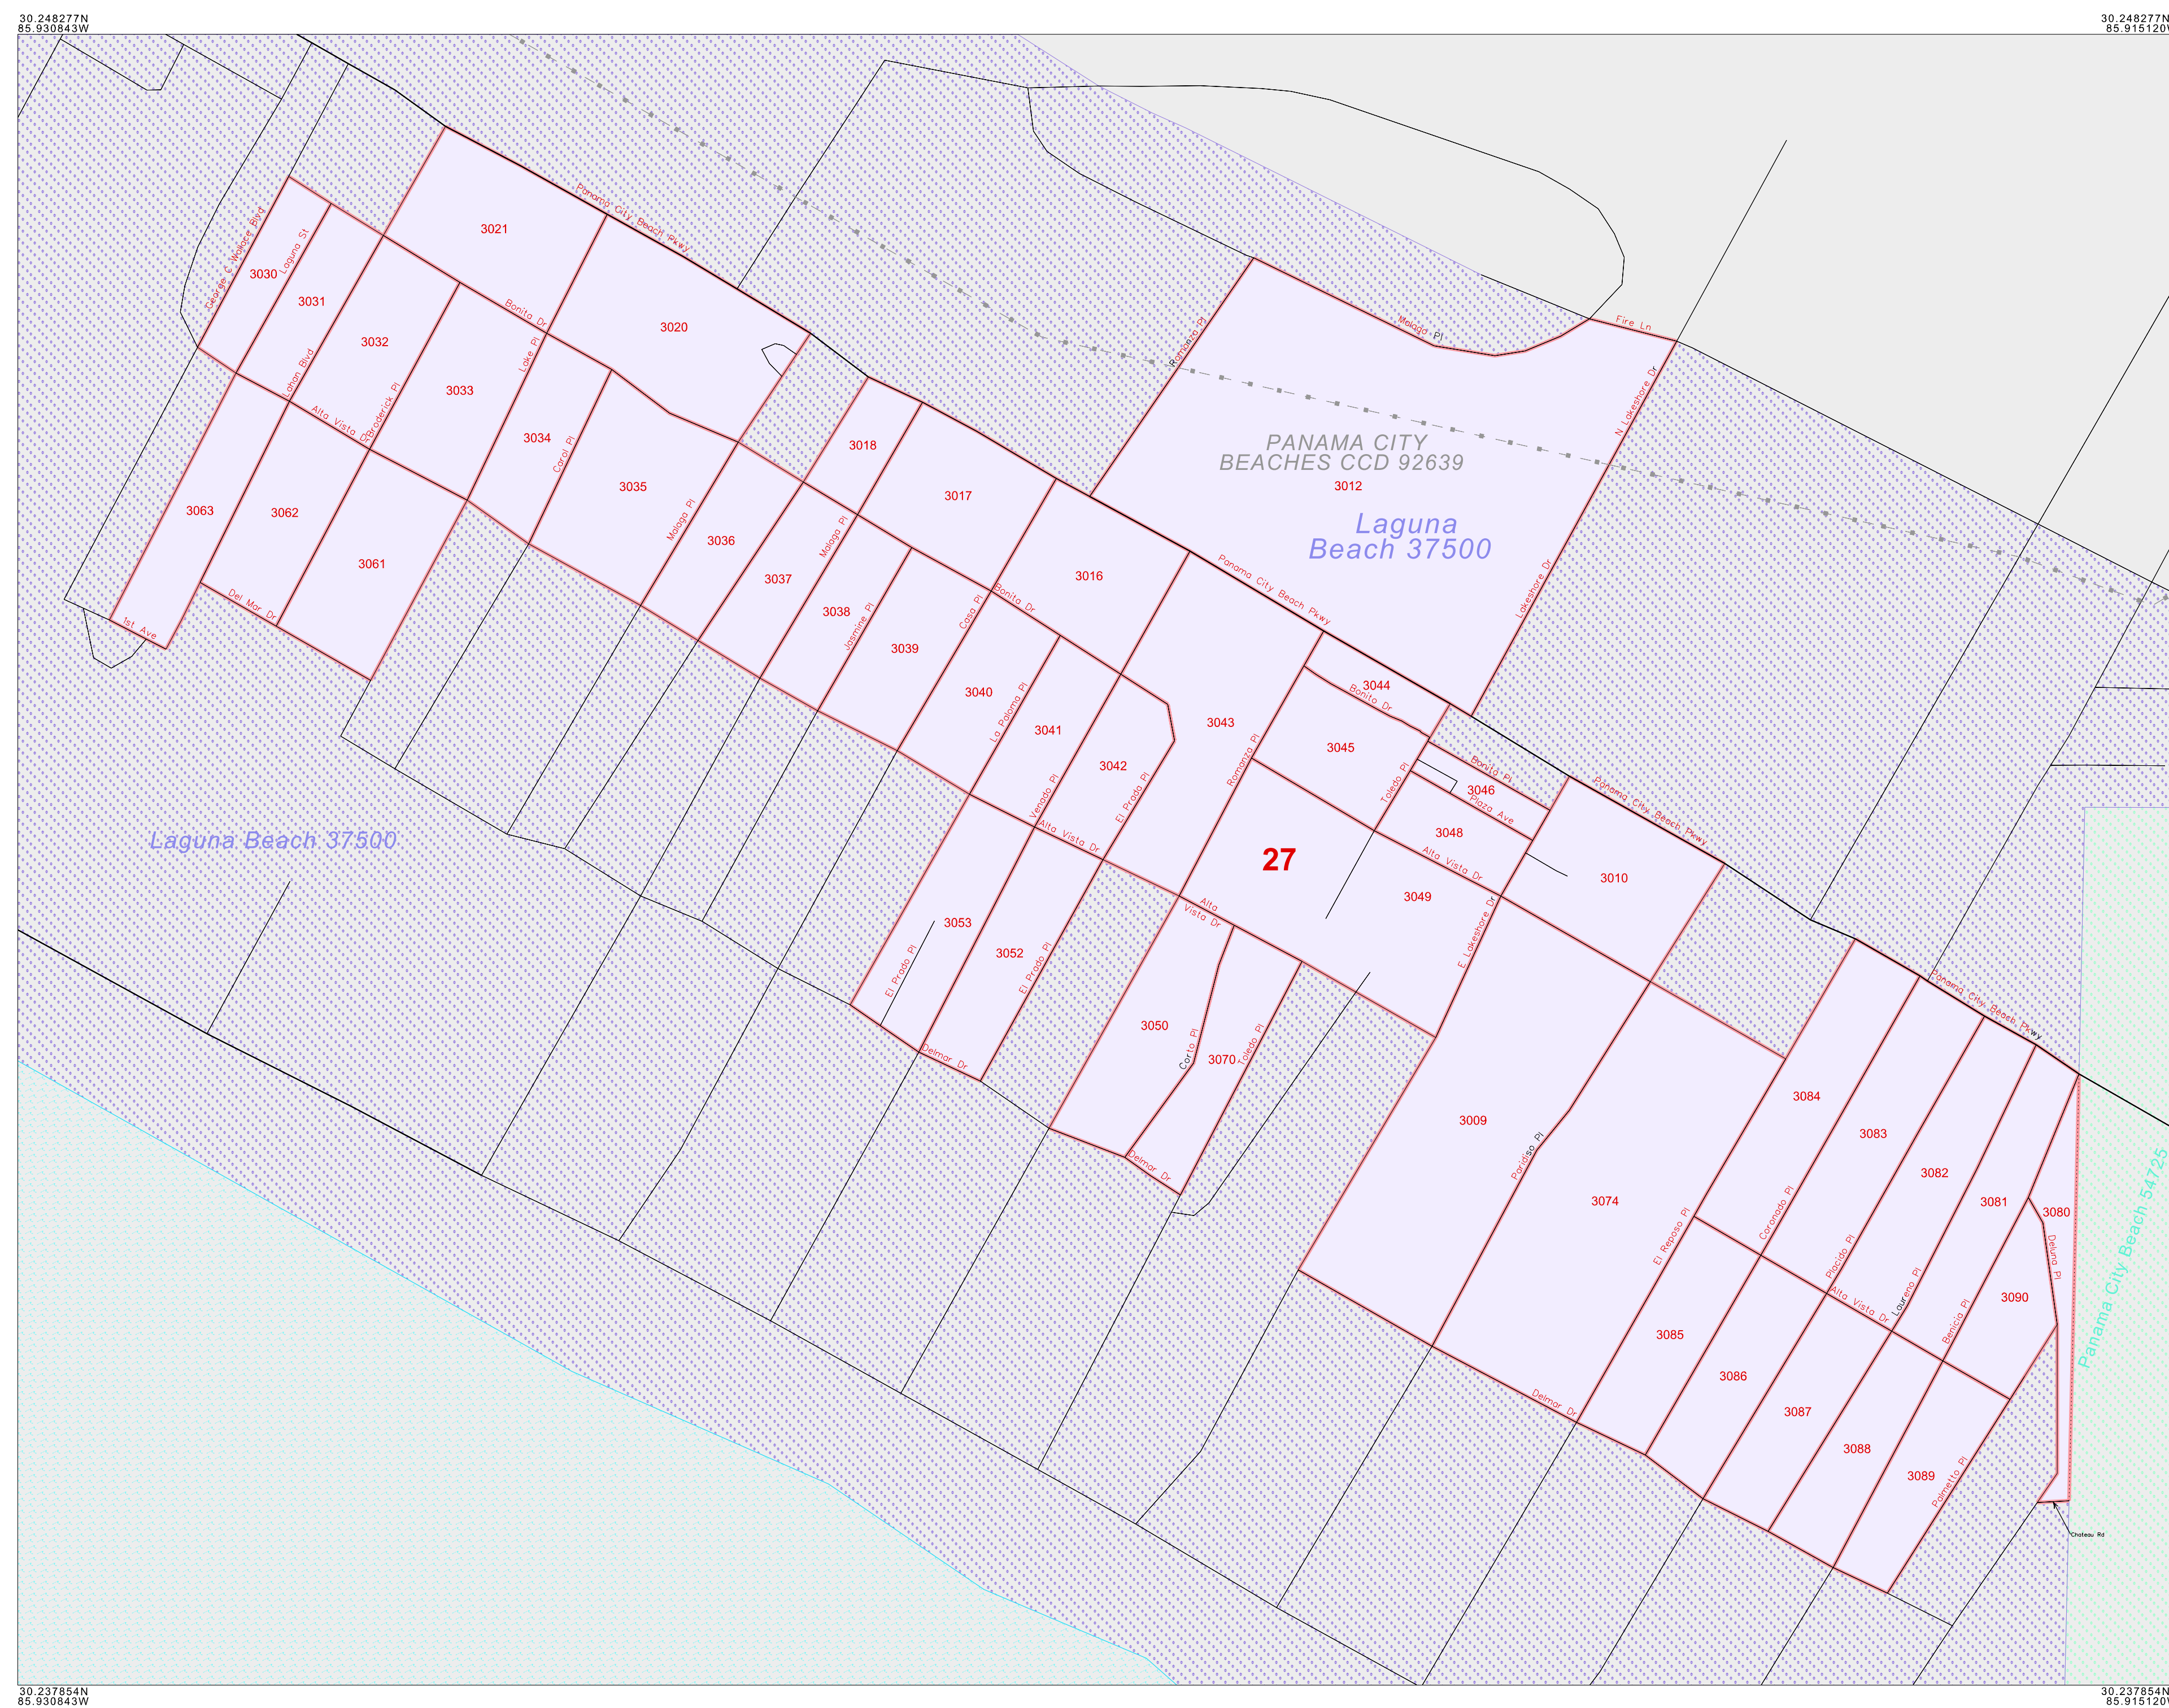 30.248277N
85.930843W
30.248277N
85.915120W
Panama City Beach Pkwy
3021
George C Wallace Blvd
Laguna St
3030
3031
Bonita Dr
3020
Romanza Pl
Malaga Pl
Fire Ln
Lahan Blvd
3032
Lake Pl
Broderick Pl
3033
N Lakeshore Dr
Alta Vista Dr
3034
Carol Pl
3018
PANAMA CITY
BEACHES CCD 92639
3012
3035
3017
3063
3062
Malaga Pl
3036
Malaga Pl
Laguna
Beach 37500
3061
3037
3016
Panama City Beach Pkwy
Lakeshore Dr
Del Mar Dr
1st Ave
3038
Jasmine Pl
Casa Pl
Bonita Dr
3039
3040
La Paloma Pl
3044
Bonita Dr
3041
3043
3045
Romanza Pl
3042
Bonita Pl
Toledo Pl
3046
Panama City Beach Pkwy
Venado Pl
El Prado Pl
Plaza Ave
Laguna Beach 37500
Alta Vista Dr
3048
27
Alta Vista Dr
3010
3049
Alta
Vista Dr
3053
E Lakeshore Dr
El Prado Pl
3052
El Prado Pl
Panama City Beach Pkwy
3050
Delmar Dr
Corto Pl
3070
Toledo Pl
3084
3009
3083
Paridiso Pl
Delmar Dr
3082
3074
3081
3080
El Reposo Pl
Coronado Pl
Placido Pl
Deluna Pl
Panama City Beach 54725
Laureno Pl
Alta Vista Dr
3090
Benicia Pl
3085
3086
Delmar Dr
3087
3088
3089
Palmetto Pl
Chateau Rd
30.237854N
85.930843W
30.237854N
85.915120W